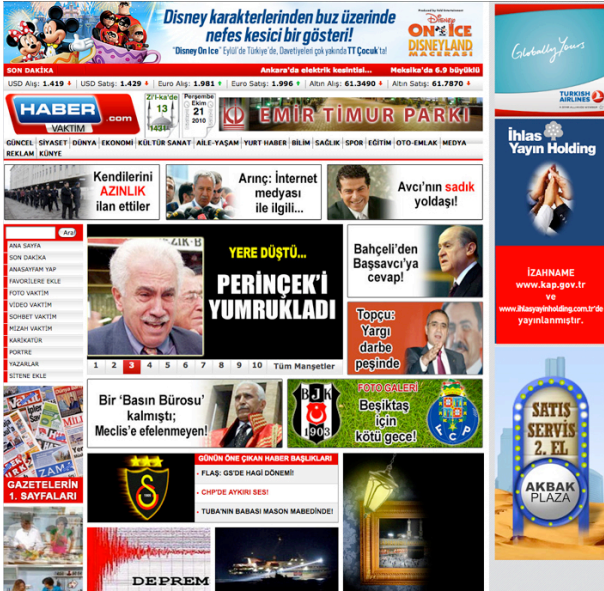 Disney karakterlerinden buz üzerinde
nefes kesici bir gösteri!
"Disney On Ice" Eylül'de Türkiye'de, Davetiyeleri çok yakında TT Çocuk'ta!
Disney
ON ICE
DISNEYLAND
MACERASI
SON DAKİKA
Ankara'da elektrik kesintisi...
Meksika'da 6.9 büyüklü
USD Alış: 1.419
USD Satış: 1.429
Euro Alış: 1.981
Euro Satış: 1.996
Altın Alış: 61.3490
Altın Satış: 61.7870
HABER
VAKTIM
.com
Zi'l-ka'de
13
1431
Perşembe
Ekim
21
2010
EMİR TİMUR PARKI
GÜNCEL SİYASET DÜNYA EKONOMİ KÜLTÜR SANAT AİLE-YAŞAM YURT HABER BİLİM SAĞLIK SPOR EĞİTİM OTO-EMLAK MEDYA
REKLAM KÜNYE
Kendilerini
AZINLIK
ilan ettiler
Arınç: İnternet
medyası
ile ilgili...
Avcı'nın sadık
yoldaşı!
Ara
ANA SAYFA
SON DAKİKA
ANASAYFAM YAP
FAVORİLERE EKLE
FOTO VAKTİM
VİDEO VAKTİM
SOHBET VAKTİM
MİZAH VAKTİM
KARİKATÜR
PORTRE
YAZARLAR
SİTENE EKLE
YERE DÜŞTÜ...
PERİNÇEK'İ
YUMRUKLADI
1 2 3 4 5 6 7 8 9 10 Tüm Manşetler
Bahçeli'den
Başsavcı'ya
cevap!
Topçu:
Yargı
darbe
peşinde
Bir 'Basın Bürosu'
kalmıştı;
Meclis'e efelenmeyen!
BJK
1903
FOTO GALERİ
Beşiktaş
için
kötü gece!
FCP
Vakit
ZAMA
GAZETELERİN
1. SAYFALARI
GÜNÜN ÖNE ÇIKAN HABER BAŞLIKLARI
- FLAŞ: GS'DE HAGİ DÖNEMİ!
- CHP'DE AYKIRI SES!
- TUBA'NIN BABASI MASON MABEDİNDE!
DEPREM
Globally Yours
TURKISH
AIRLINES
İhlas
Yayın Holding
İZAHNAME
www.kap.gov.tr
ve
www.ihlasyayinholding.com.tr'de
yayınlanmıştır.
SATIŞ
SERVİS
2. EL
AKBAK
PLAZA